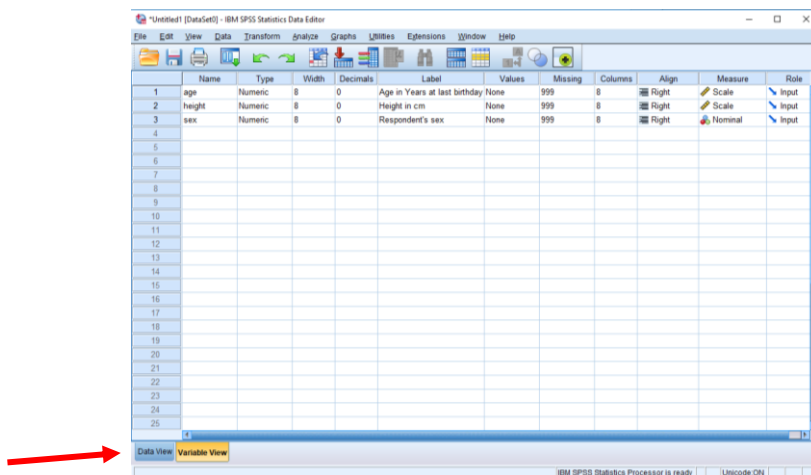 *Untitled1 [DataSet0] - IBM SPSS Statistics Data Editor
File Edit View Data Transform Analyze Graphs Utilities Extensions Window Help
Name Type Width Decimals Label Values Missing Columns Align Measure Role
1 age Numeric 8 0 Age in Years at last birthday None 999 8 Right Scale Input
2 height Numeric 8 0 Height in cm None 999 8 Right Scale Input
3 sex Numeric 8 0 Respondent's sex None 999 8 Right Nominal Input
4
5
6
7
8
9
10
11
12
13
14
15
16
17
18
19
20
21
22
23
24
25
Data View Variable View
IBM SPSS Statistics Processor is ready Unicode:ON